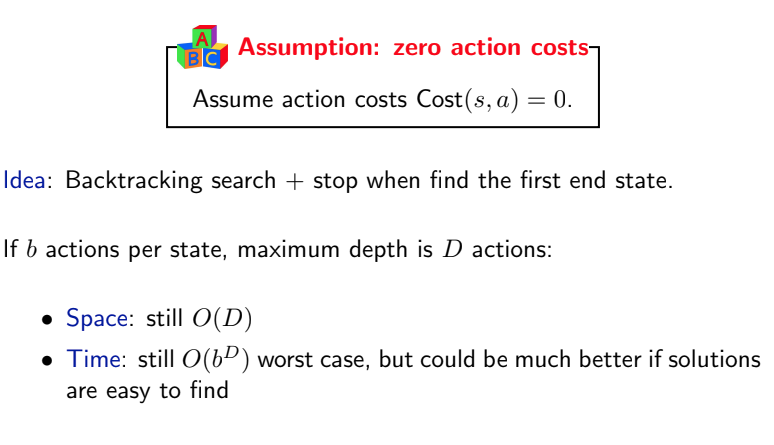 A
B C
Assumption: zero action costs
Assume action costs Cost(s, a) = 0.
Idea: Backtracking search + stop when find the first end state.
If b actions per state, maximum depth is D actions:
• Space: still O(D)
• Time: still O(b^D) worst case, but could be much better if solutions
are easy to find